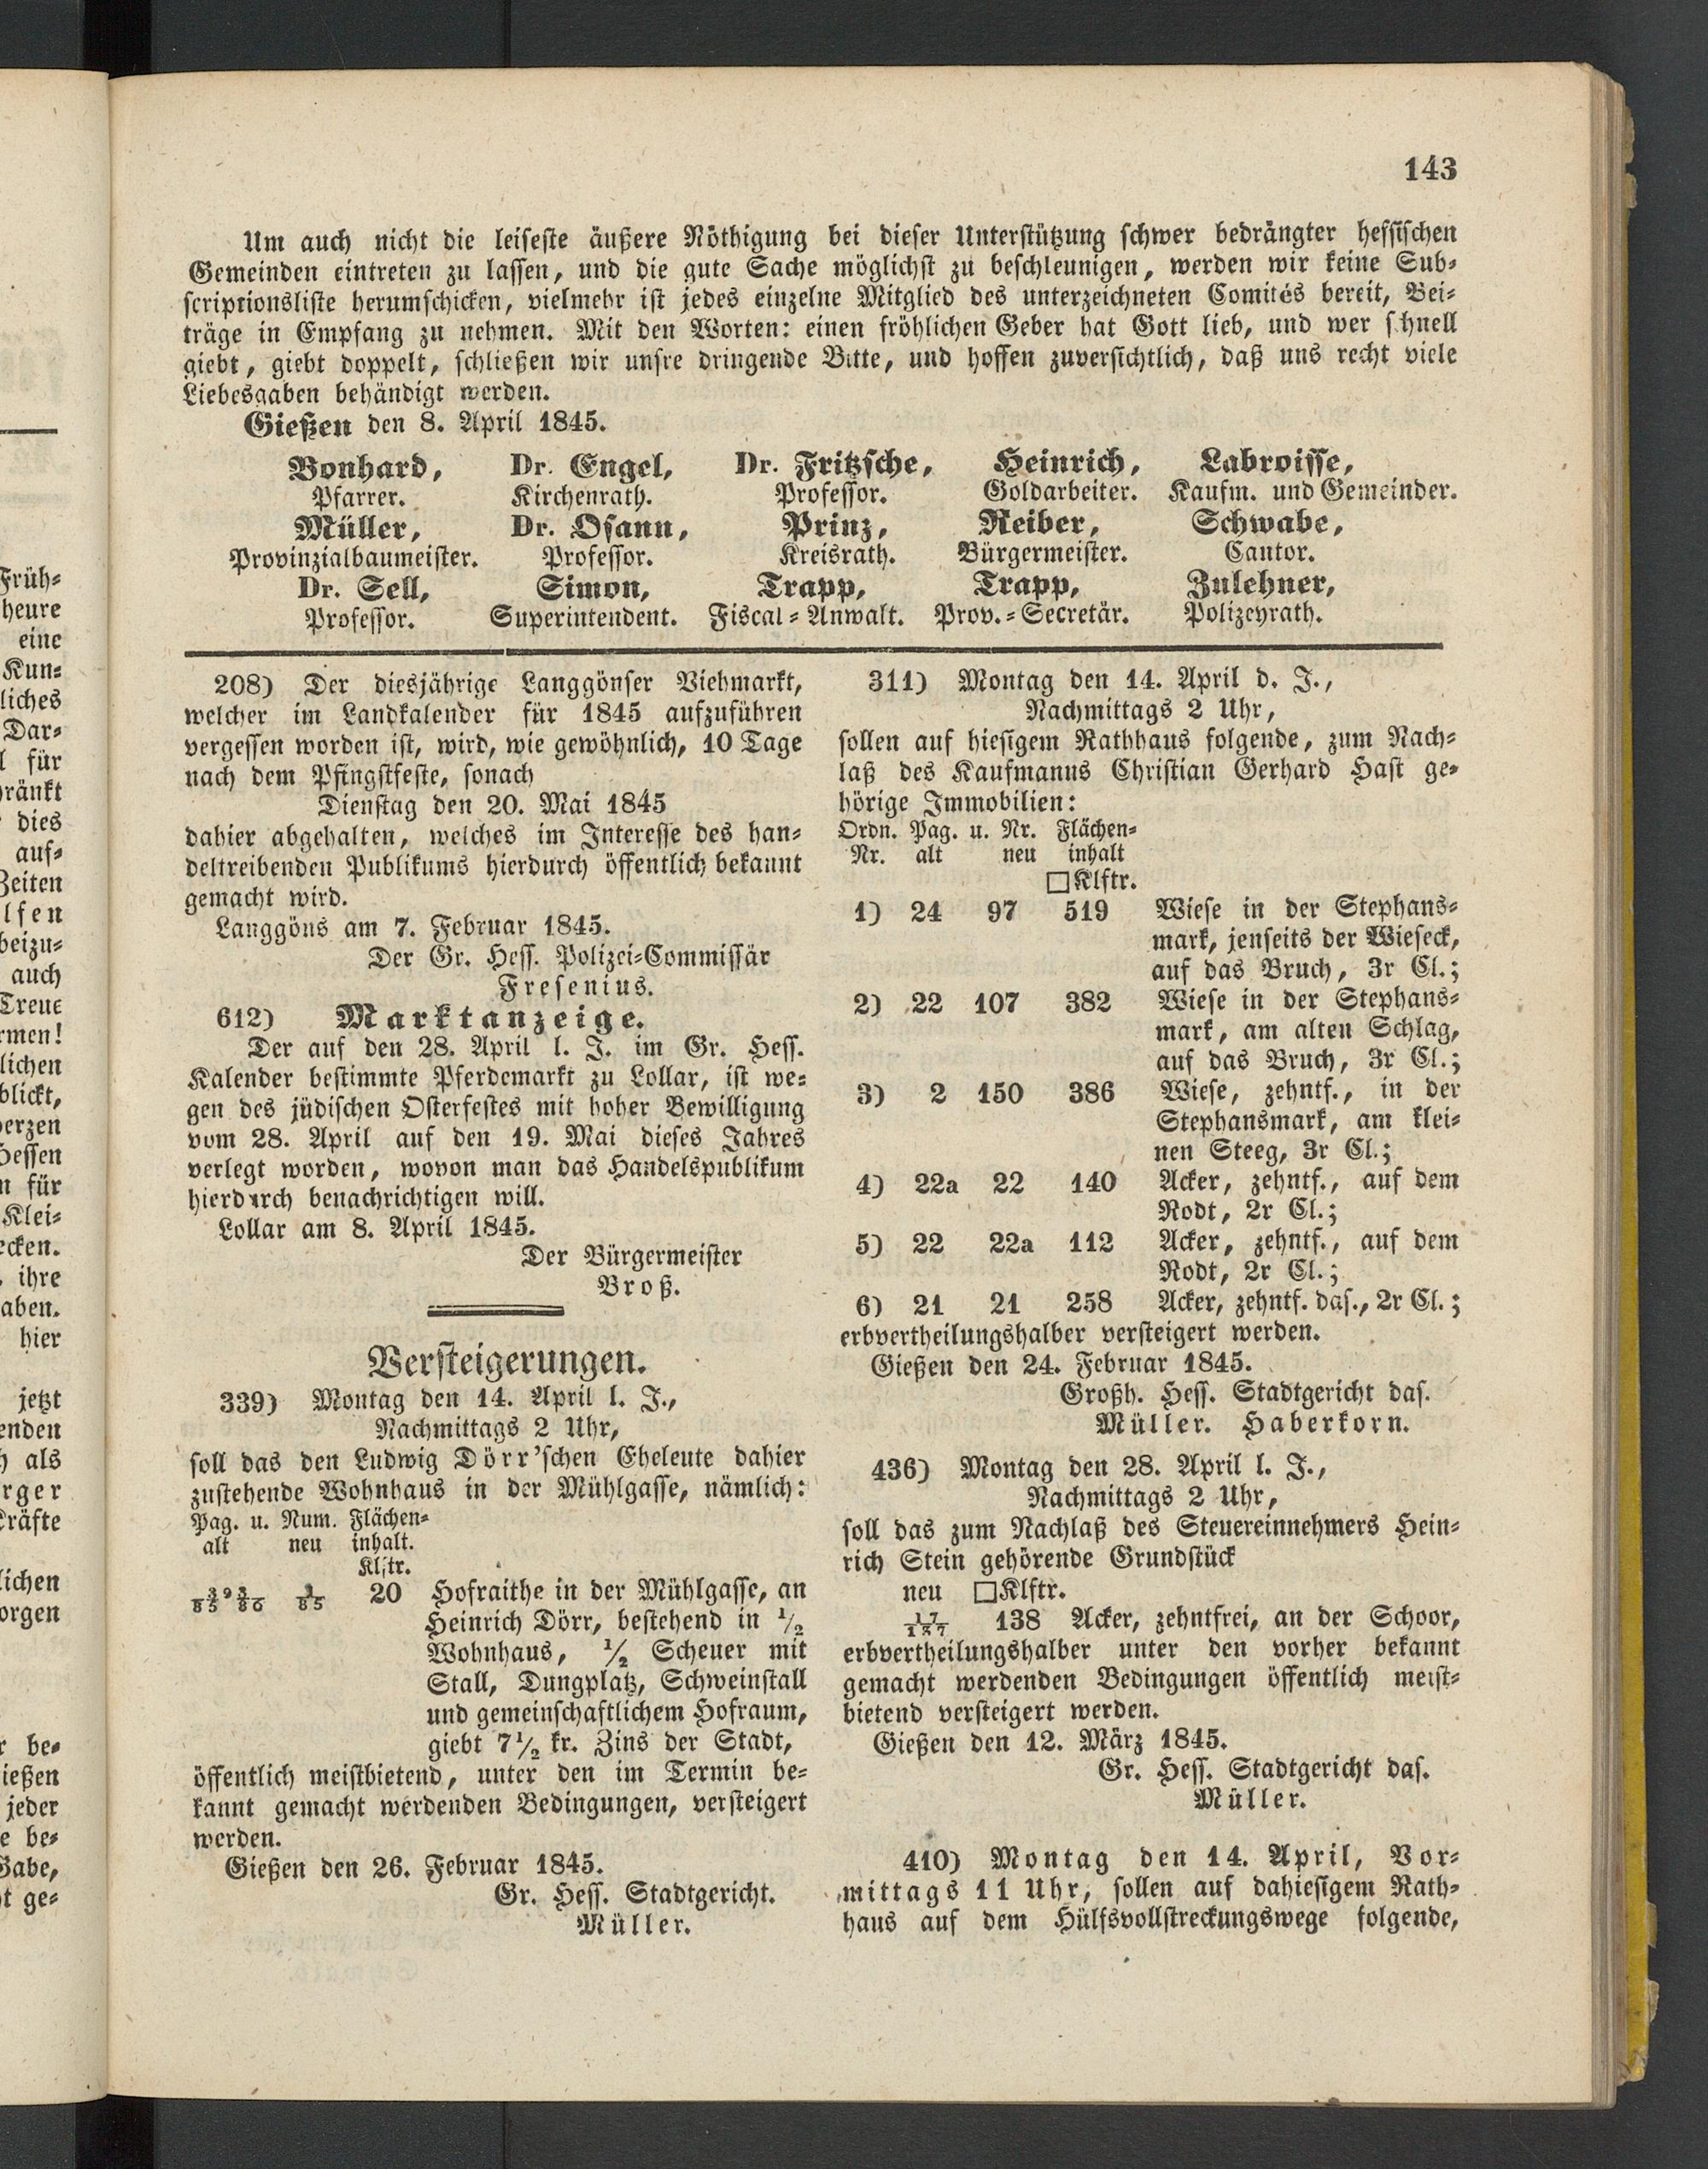 143
Um auch nicht die leiseste äußere Nöthigung bei dieser Unterstützung schwer bedrängter hessischen
Gemeinden eintreten zu lassen, und die gute Sache möglichst zu beschleunigen, werden wir keine Sub-
scriptionsliste herumschicken, vielmehr ist jedes einzelne Mitglied des unterzeichneten Comités bereit, Bei-
träge in Empfang zu nehmen. Mit den Worten: einen fröhlichen Geber hat Gott lieb, und wer schnell
giebt, giebt doppelt, schließen wir unsre dringende Bitte, und hoffen zuversichtlich, daß uns recht viele
Liebesgaben behändigt werden.
Gießen den 8. April 1845.
Bonhard, Dr. Engel, Dr. Fritzsche, Heinrich, Labroisse,
Pfarrer. Kirchenrath. Professor. Goldarbeiter. Kaufm. und Gemeinder.
Müller, Dr. Osann, Prinz, Reiber, Schwabe,
Provinzialbaumeister. Professor. Kreisrath. Bürgermeister. Cantor.
Dr. Sell, Simon, Trapp, Trapp, Zulehner,
Professor. Superintendent. Fiscal-Anwalt. Prov.-Secretär. Polizeyrath.
208) Der diesjährige Langgönser Viehmarkt,
welcher im Landkalender für 1845 aufzuführen
vergessen worden ist, wird, wie gewöhnlich, 10 Tage
nach dem Pfingstfeste, sonach
Dienstag den 20. Mai 1845
dahier abgehalten, welches im Interesse des han-
deltreibenden Publikums hierdurch öffentlich bekannt
gemacht wird.
Langgöns am 7. Februar 1845.
Der Gr. Hess. Polizei-Commissär
Fresenius.
612) Marktanzeige.
Der auf den 28. April l. J. im Gr. Hess.
Kalender bestimmte Pferdemarkt zu Lollar, ist we-
gen des jüdischen Osterfestes mit hoher Bewilligung
vom 28. April auf den 19. Mai dieses Jahres
verlegt worden, wovon man das Handelspublikum
hierdurch benachrichtigen will.
Lollar am 8. April 1845.
Der Bürgermeister
Broß.
Versteigerungen.
339) Montag den 14. April l. J.,
Nachmittags 2 Uhr,
soll das den Ludwig Dörr'schen Eheleute dahier
zustehende Wohnhaus in der Mühlgasse, nämlich:
Pag. u. Num. Flächen-
alt neu inhalt.
Klftr.
20 Hofraithe in der Mühlgasse, an
Heinrich Dörr, bestehend in 1/2
Wohnhaus, 1/2 Scheuer mit
Stall, Dungplatz, Schweinstall
und gemeinschaftlichem Hofraum,
giebt 7 1/2 kr. Zins der Stadt,
öffentlich meistbietend, unter den im Termin be-
kannt gemacht werdenden Bedingungen, versteigert
werden.
Gießen den 26. Februar 1845.
Gr. Hess. Stadtgericht.
Müller.
311) Montag den 14. April d. J.,
Nachmittags 2 Uhr,
sollen auf hiesigem Rathhaus folgende, zum Nach-
laß des Kaufmanns Christian Gerhard Hast ge-
hörige Immobilien:
Ordn. Pag. u. Nr. Flächen-
Nr. alt neu inhalt
□Klftr.
1) 24 97 519 Wiese in der Stephans-
mark, jenseits der Wieseck,
auf das Bruch, 3r Cl.;
2) 22 107 382 Wiese in der Stephans-
mark, am alten Schlag,
auf das Bruch, 3r Cl.;
3) 2 150 386 Wiese, zehntf., in der
Stephansmark, am klei-
nen Steeg, 3r Cl.;
4) 22a 22 140 Acker, zehntf., auf dem
Rodt, 2r Cl.;
5) 22 22a 112 Acker, zehntf., auf dem
Rodt, 2r Cl.;
6) 21 21 258 Acker, zehntf. das., 2r Cl.;
erbvertheilungshalber versteigert werden.
Gießen den 24. Februar 1845.
Großh. Hess. Stadtgericht das.
Müller. Haberkorn.
436) Montag den 28. April l. J.,
Nachmittags 2 Uhr,
soll das zum Nachlaß des Steuereinnehmers Hein-
rich Stein gehörende Grundstück
neu □Klftr.
138 Acker, zehntfrei, an der Schoor,
erbvertheilungshalber unter den vorher bekannt
gemacht werdenden Bedingungen öffentlich meist-
bietend versteigert werden.
Gießen den 12. März 1845.
Gr. Hess. Stadtgericht das.
Müller.
410) Montag den 14. April, Vor-
mittags 11 Uhr, sollen auf dahiesigem Rath-
haus auf dem Hülfsvollstreckungswege folgende,